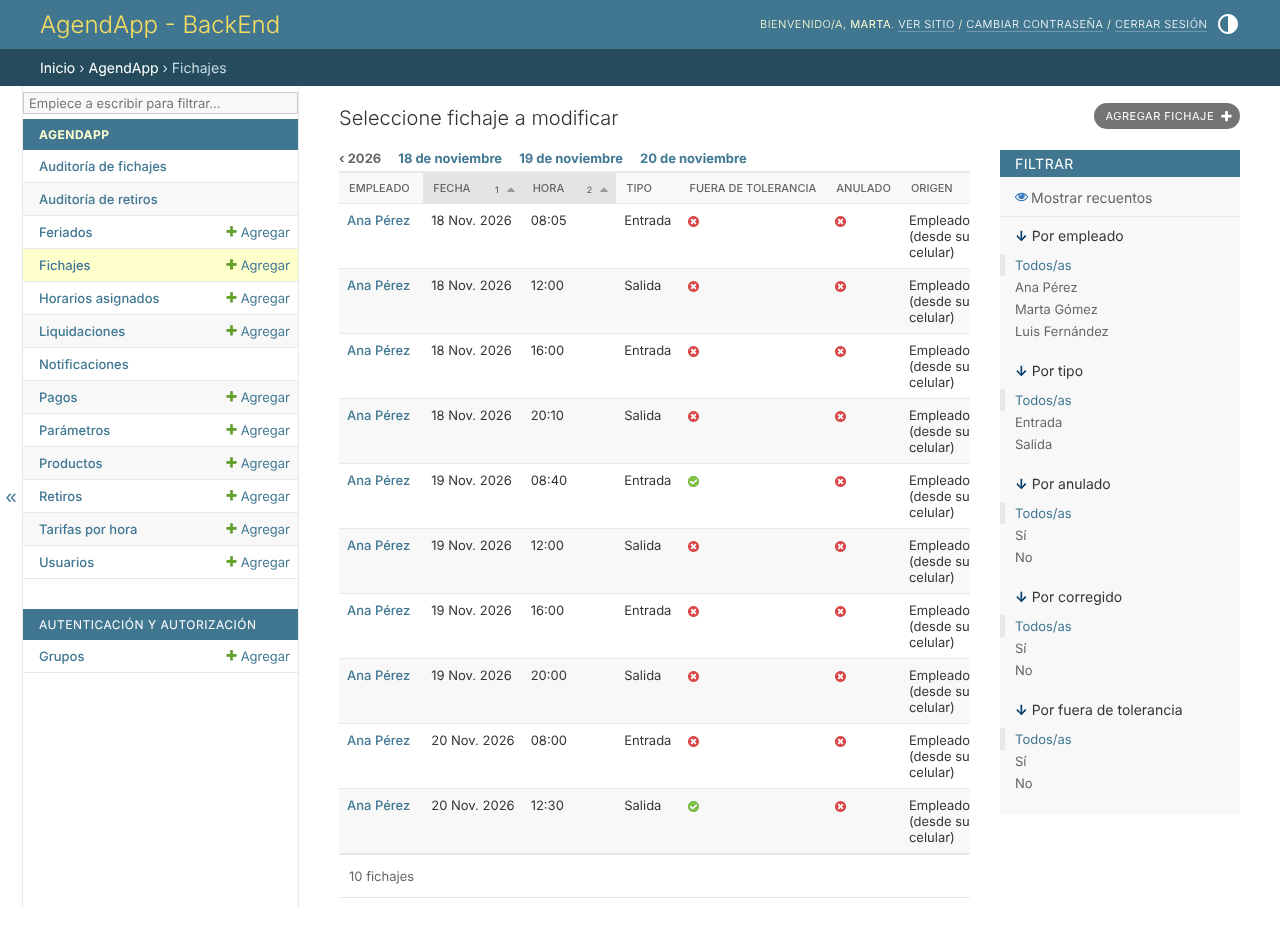 AgendApp - BackEnd
BIENVENIDO/A, MARTA. VER SITIO / CAMBIAR CONTRASEÑA / CERRAR SESIÓN
Inicio › AgendApp › Fichajes
Empiece a escribir para filtrar...
AGENDAPP
Auditoría de fichajes
Auditoría de retiros
Feriados Agregar
Fichajes Agregar
Horarios asignados Agregar
Liquidaciones Agregar
Notificaciones
Pagos Agregar
Parámetros Agregar
Productos Agregar
Retiros Agregar
Tarifas por hora Agregar
Usuarios Agregar
AUTENTICACIÓN Y AUTORIZACIÓN
Grupos Agregar
«
Seleccione fichaje a modificar
AGREGAR FICHAJE
‹ 2026 18 de noviembre 19 de noviembre 20 de noviembre
EMPLEADO FECHA 1 HORA 2 TIPO FUERA DE TOLERANCIA ANULADO ORIGEN
Ana Pérez 18 Nov. 2026 08:05 Entrada Empleado
(desde su
celular)
Ana Pérez 18 Nov. 2026 12:00 Salida Empleado
(desde su
celular)
Ana Pérez 18 Nov. 2026 16:00 Entrada Empleado
(desde su
celular)
Ana Pérez 18 Nov. 2026 20:10 Salida Empleado
(desde su
celular)
Ana Pérez 19 Nov. 2026 08:40 Entrada Empleado
(desde su
celular)
Ana Pérez 19 Nov. 2026 12:00 Salida Empleado
(desde su
celular)
Ana Pérez 19 Nov. 2026 16:00 Entrada Empleado
(desde su
celular)
Ana Pérez 19 Nov. 2026 20:00 Salida Empleado
(desde su
celular)
Ana Pérez 20 Nov. 2026 08:00 Entrada Empleado
(desde su
celular)
Ana Pérez 20 Nov. 2026 12:30 Salida Empleado
(desde su
celular)
10 fichajes
FILTRAR
Mostrar recuentos
Por empleado
Todos/as
Ana Pérez
Marta Gómez
Luis Fernández
Por tipo
Todos/as
Entrada
Salida
Por anulado
Todos/as
Sí
No
Por corregido
Todos/as
Sí
No
Por fuera de tolerancia
Todos/as
Sí
No